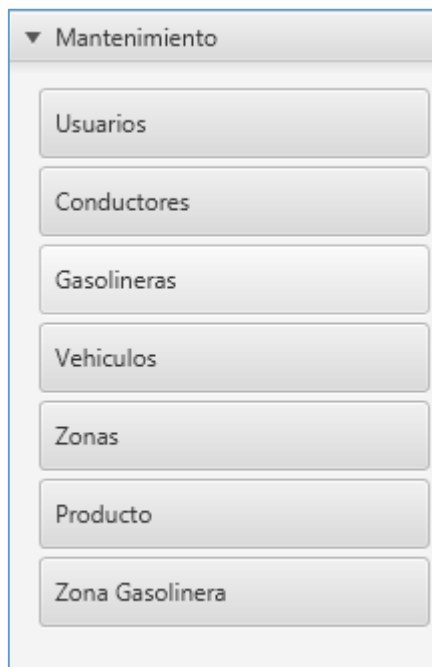 Mantenimiento
Usuarios
Conductores
Gasolineras
Vehiculos
Zonas
Producto
Zona Gasolinera